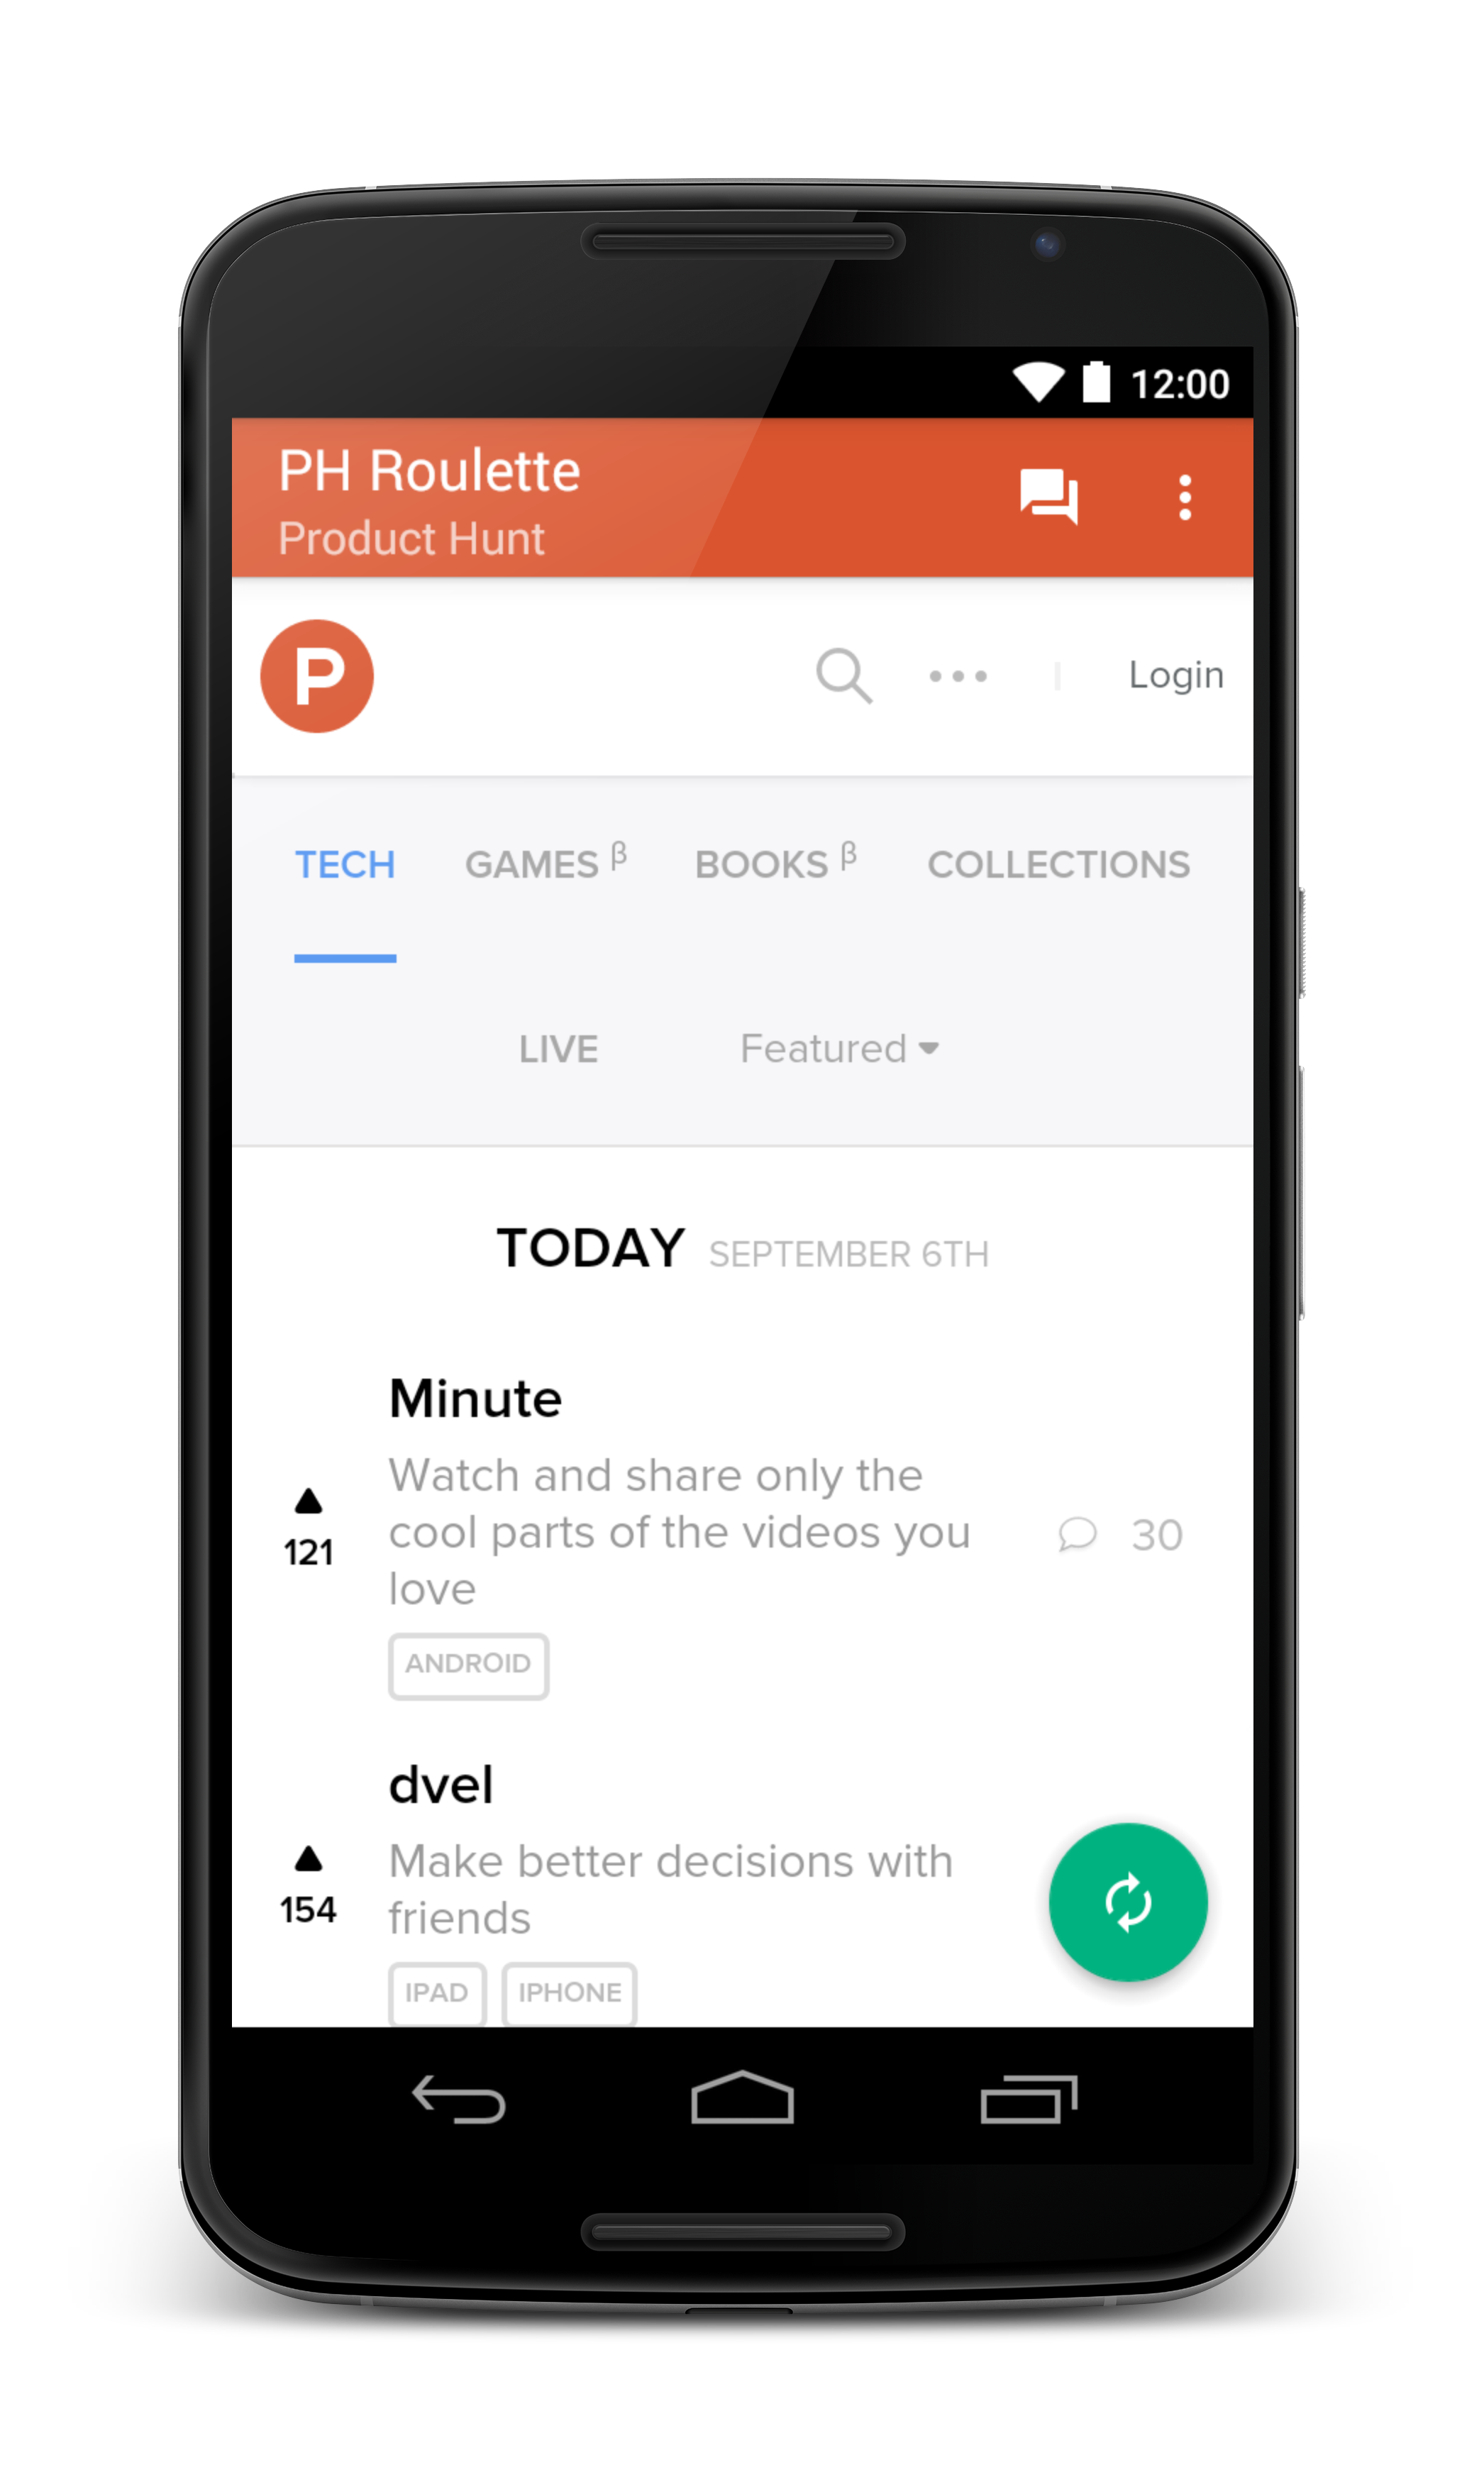 12:00
PH Roulette
Product Hunt
P
Login
TECH GAMES β BOOKS β COLLECTIONS
LIVE Featured
TODAY SEPTEMBER 6TH
Minute
Watch and share only the
cool parts of the videos you
love
121
30
ANDROID
dvel
Make better decisions with
friends
154
IPAD IPHONE